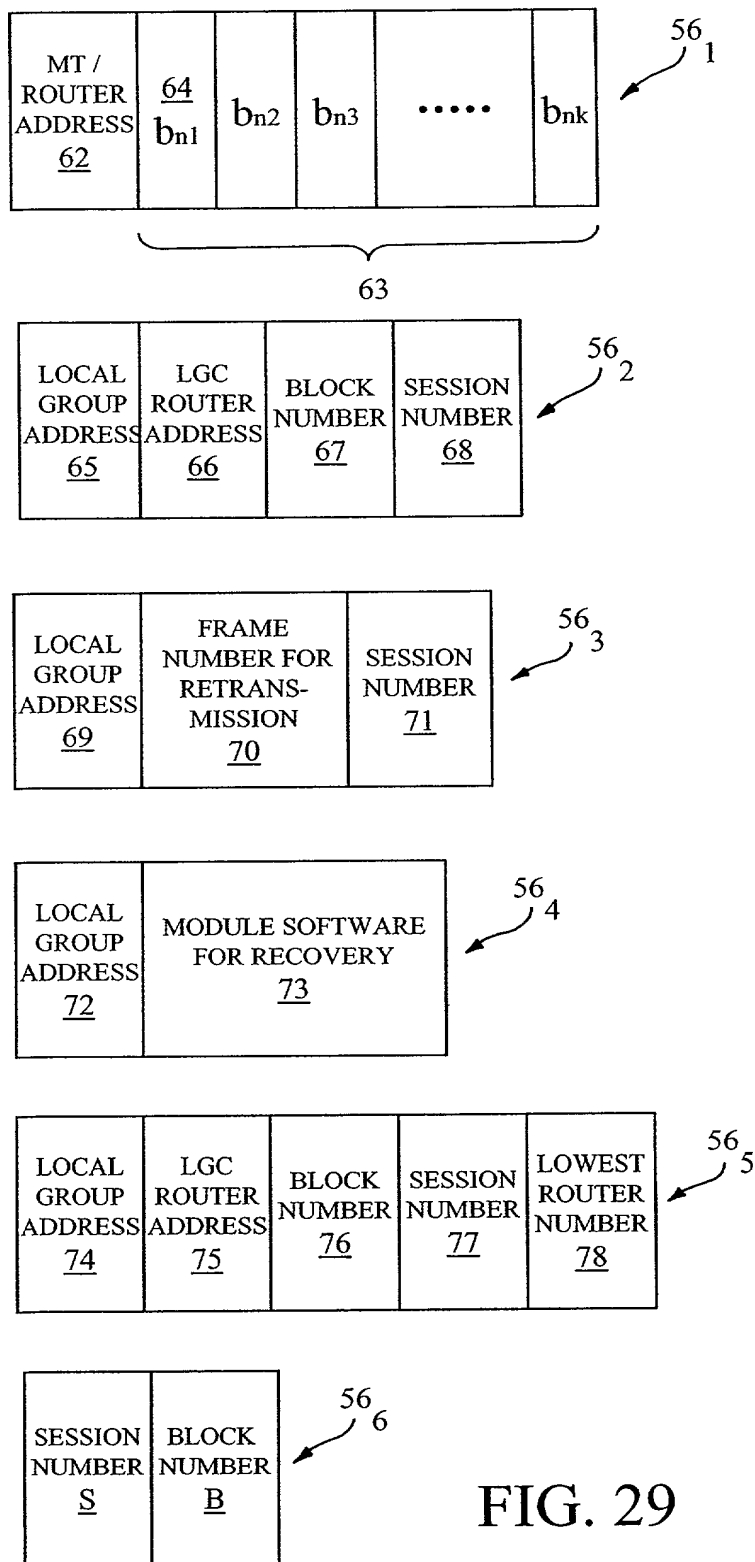 MT /
ROUTER
ADDRESS
62
64
bn1
bn2
bn3
.....
bnk
56 1
63
LOCAL
GROUP
ADDRESS
65
LGC
ROUTER
ADDRESS
66
BLOCK
NUMBER
67
SESSION
NUMBER
68
56 2
LOCAL
GROUP
ADDRESS
69
FRAME
NUMBER FOR
RETRANS-
MISSION
70
SESSION
NUMBER
71
56 3
LOCAL
GROUP
ADDRESS
72
MODULE SOFTWARE
FOR RECOVERY
73
56 4
LOCAL
GROUP
ADDRESS
74
LGC
ROUTER
ADDRESS
75
BLOCK
NUMBER
76
SESSION
NUMBER
77
LOWEST
ROUTER
NUMBER
78
56 5
SESSION
NUMBER
S
BLOCK
NUMBER
B
56 6
FIG. 29